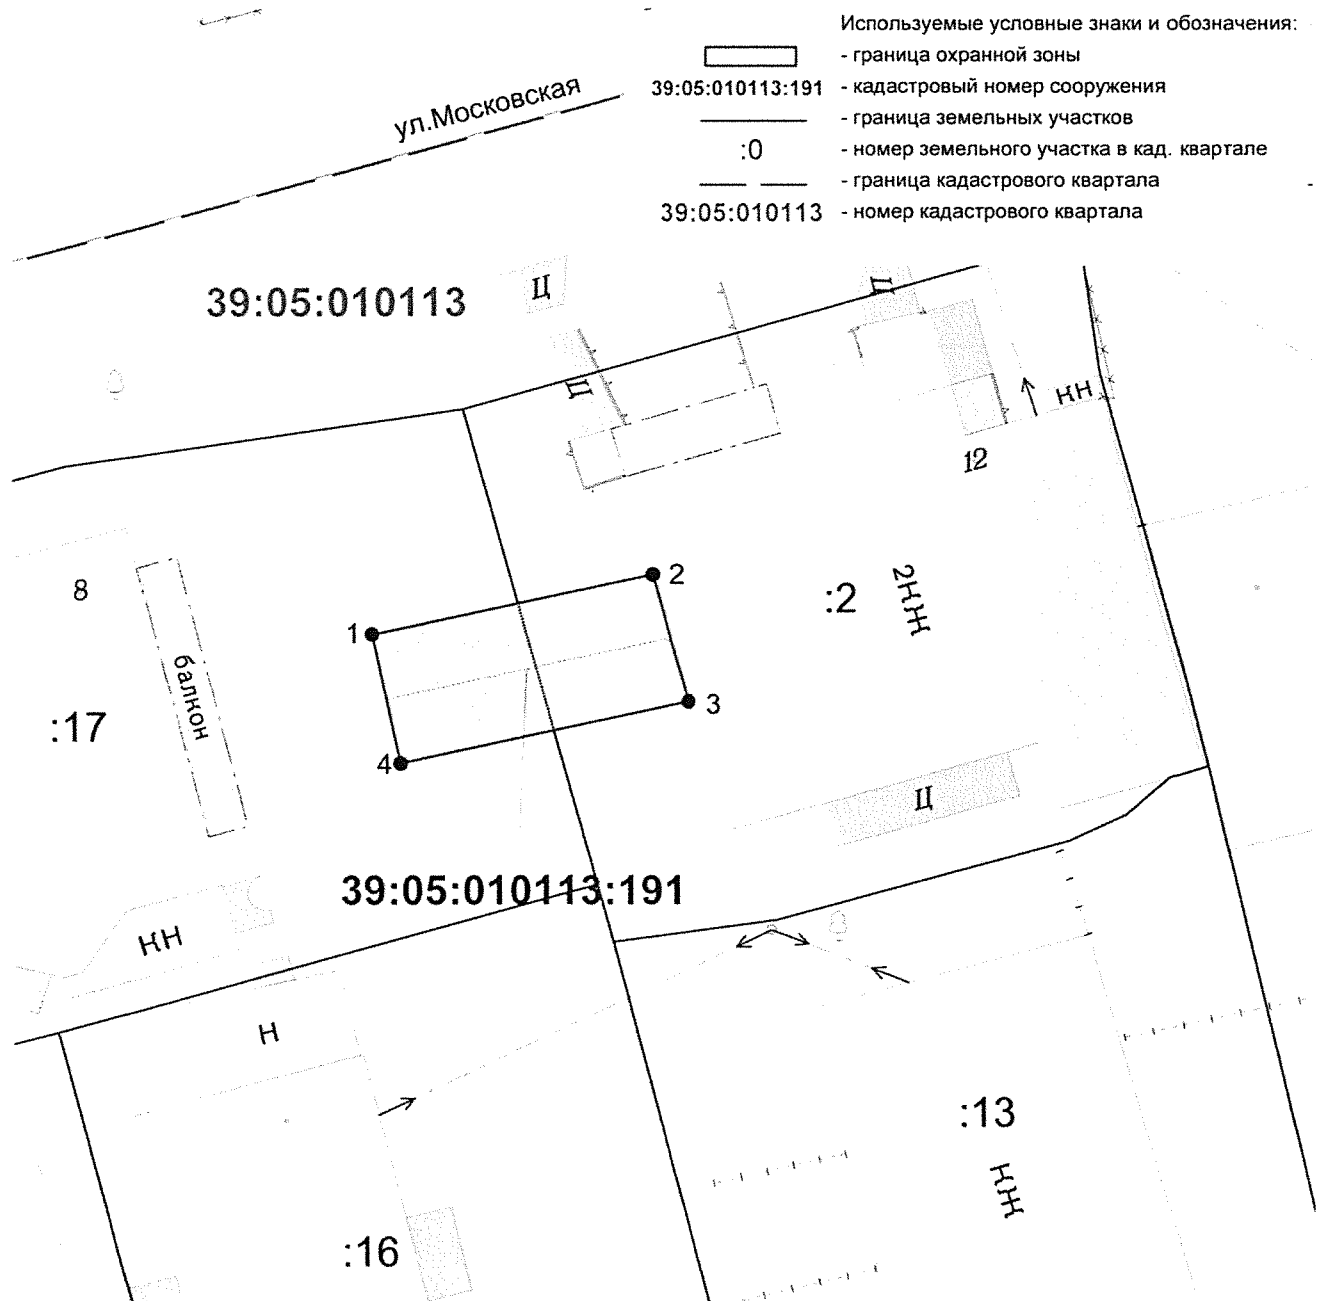 Используемые условные знаки и обозначения:
- граница охранной зоны
39:05:010113:191 - кадастровый номер сооружения
- граница земельных участков
:0 - номер земельного участка в кад. квартале
- граница кадастрового квартала
39:05:010113 - номер кадастрового квартала
ул.Московская
39:05:010113
Ц
Ц
Ц
КН
12
8
балкон
:17
1
2
3
4
:2
2КЖ
Ц
39:05:010113:191
КН
Н
:13
КЖ
:16